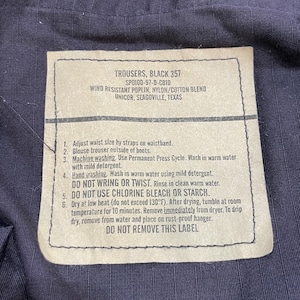 TROUSERS, BLACK 357
SPO100-97-D-CB10
WIND RESISTANT POPLIN, NYLON/COTTON BLEND
UNICOR, SEAGOVILLE, TEXAS
1. Adjust waist size by straps on waistband.
2. Blouse trouser outside of boots.
3. Machine washing. Use Permanent Press Cycle. Wash in warm water
with mild detergent.
4. Hand washing. Wash in warm water using mild detergent.
DO NOT WRING OR TWIST. Rinse in clean warm water.
5. DO NOT USE CHLORINE BLEACH OR STARCH.
6. Dry at low heat (do not exceed 130°F). After drying, tumble at room
temperature for 10 minutes. Remove immediately from dryer. To drip
dry, remove from water and place on rust-proof hanger.
DO NOT REMOVE THIS LABEL